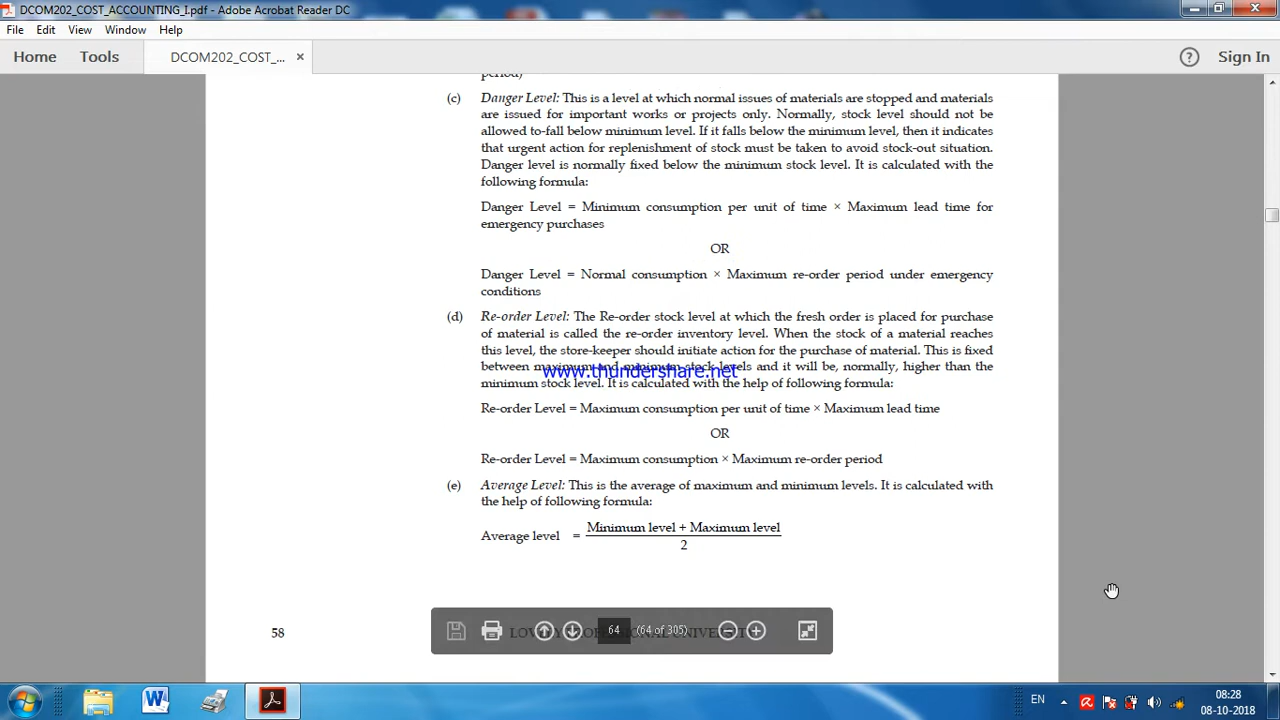 DCOM202_COST_ACCOUNTING_I.pdf - Adobe Acrobat Reader DC
File Edit View Window Help
Home Tools DCOM202_COST_... × ? Sign In
period)
(c) Danger Level: This is a level at which normal issues of materials are stopped and materials
are issued for important works or projects only. Normally, stock level should not be
allowed to-fall below minimum level. If it falls below the minimum level, then it indicates
that urgent action for replenishment of stock must be taken to avoid stock-out situation.
Danger level is normally fixed below the minimum stock level. It is calculated with the
following formula:
Danger Level = Minimum consumption per unit of time × Maximum lead time for
emergency purchases
OR
Danger Level = Normal consumption × Maximum re-order period under emergency
conditions
(d) Re-order Level: The Re-order stock level at which the fresh order is placed for purchase
of material is called the re-order inventory level. When the stock of a material reaches
this level, the store-keeper should initiate action for the purchase of material. This is fixed
between maximum and minimum stock levels and it will be, normally, higher than the
www.thundershare.net
minimum stock level. It is calculated with the help of following formula:
Re-order Level = Maximum consumption per unit of time × Maximum lead time
OR
Re-order Level = Maximum consumption × Maximum re-order period
(e) Average Level: This is the average of maximum and minimum levels. It is calculated with
the help of following formula:
Average level = Minimum level + Maximum level
2
58
64 (64 of 305)
EN
08:28
08-10-2018